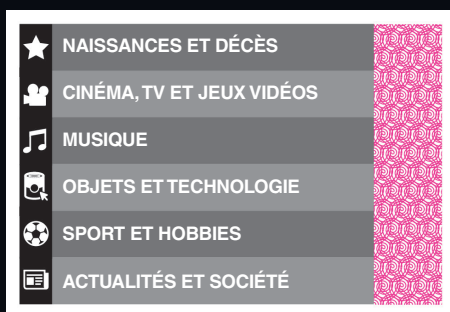 NAISSANCES ET DÉCÈS
CINÉMA, TV ET JEUX VIDÉOS
MUSIQUE
OBJETS ET TECHNOLOGIE
SPORT ET HOBBIES
ACTUALITÉS ET SOCIÉTÉ